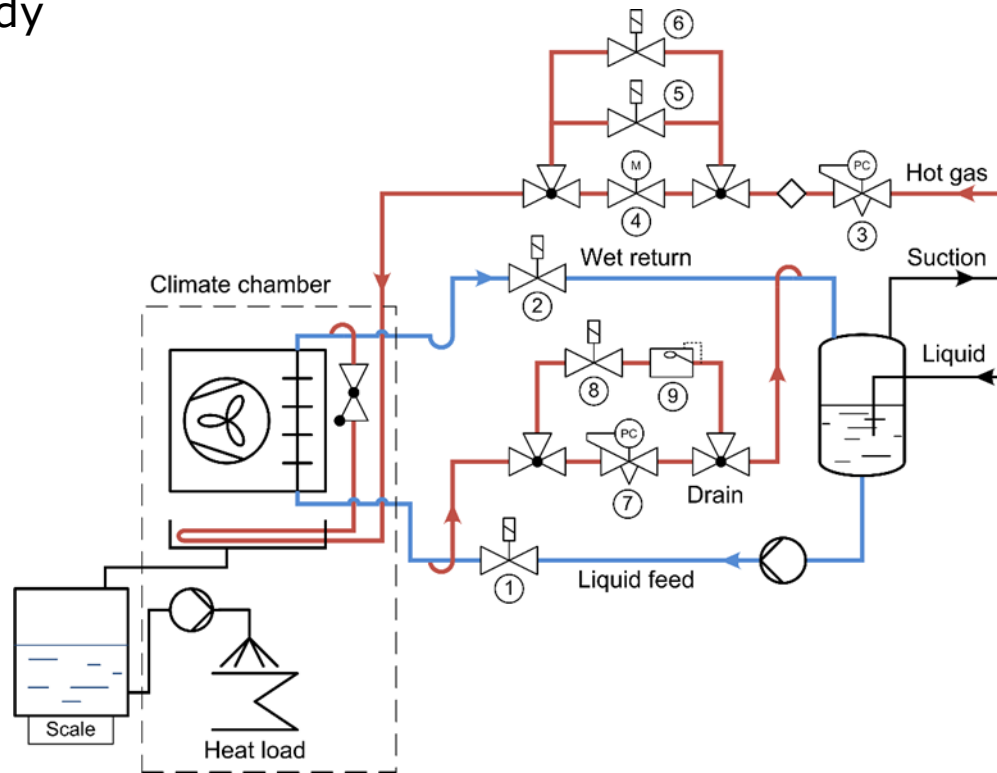 dy
6
5
M
4
PC
3
Hot gas
Wet return
2
Suction
Climate chamber
Liquid
8
9
PC
7
Drain
1
Liquid feed
Scale
Heat load